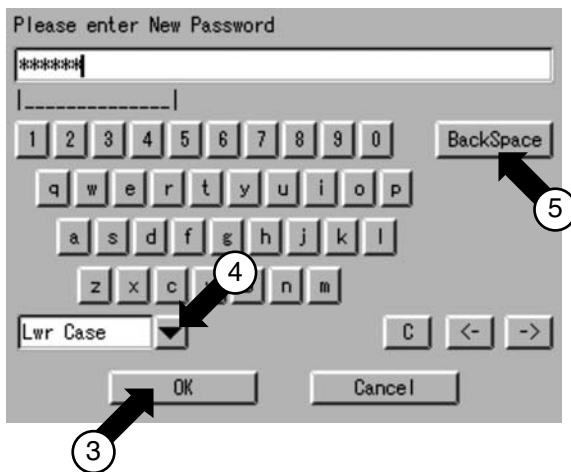 Please enter New Password
******
|______________|
1 2 3 4 5 6 7 8 9 0 BackSpace
5
q w e r t y u i o p
a s d f g h j k l
4
z x c n m
Lwr Case C <- ->
OK Cancel
3